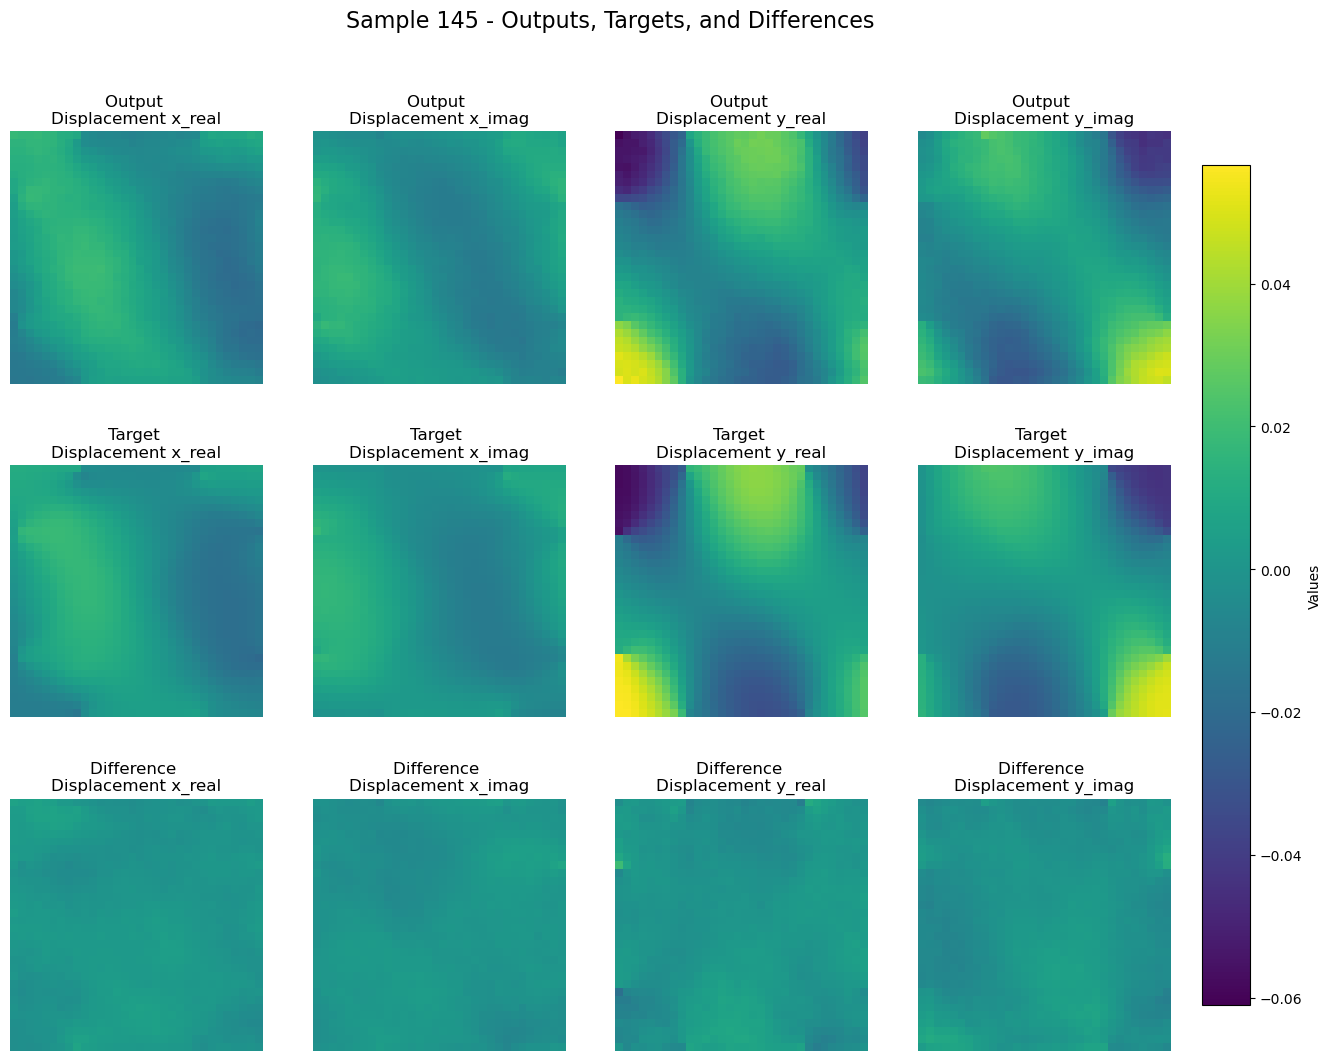 Sample 145 - Outputs, Targets, and Differences
Output
Displacement x_real
Output
Displacement x_imag
Output
Displacement y_real
Output
Displacement y_imag
Target
Displacement x_real
Target
Displacement x_imag
Target
Displacement y_real
Target
Displacement y_imag
Difference
Displacement x_real
Difference
Displacement x_imag
Difference
Displacement y_real
Difference
Displacement y_imag
0.04
0.02
0.00
−0.02
−0.04
−0.06
Values